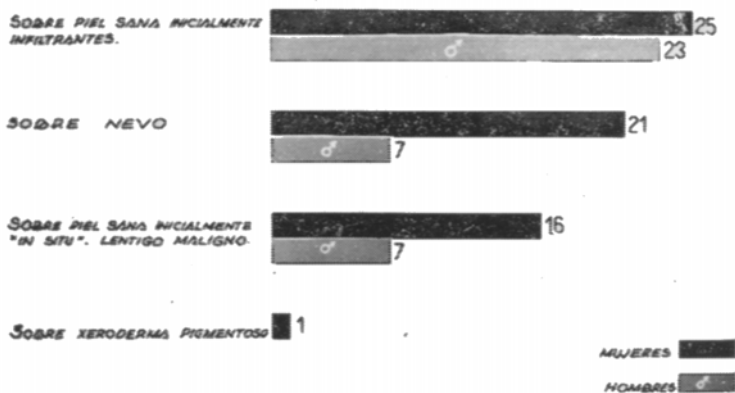 SOBRE PIEL SANA INICIALMENTE
INFILTRANTES.
25
♂
23
SOBRE NEVO
21
♂
7
SOBRE PIEL SANA INICIALMENTE
"IN SITU". LENTIGO MALIGNO.
16
♂
7
SOBRE XERODERMA PIGMENTOSO
1
MUJERES
HOMBRES ♂